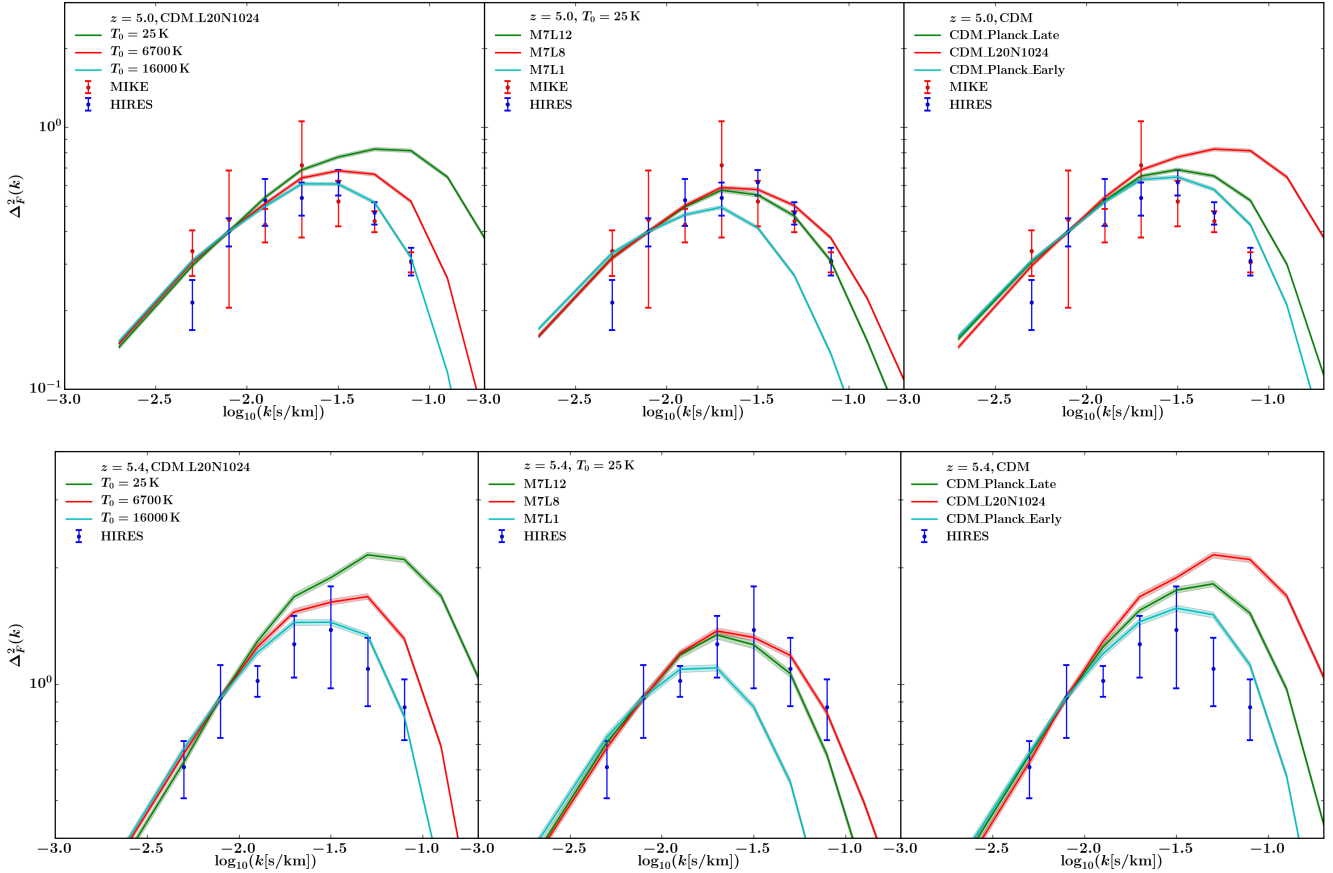 z = 5.0, CDM_L20N1024
T₀ = 25 K
T₀ = 6700 K
T₀ = 16000 K
MIKE
HIRES
z = 5.0, T₀ = 25 K
M7L12
M7L8
M7L1
MIKE
HIRES
z = 5.0, CDM
CDM_Planck_Late
CDM_L20N1024
CDM_Planck_Early
MIKE
HIRES
10⁰
10⁻¹
Δ²_F(k)
−3.0 −2.5 −2.0 −1.5 −1.0 −3.0 −2.5 −2.0 −1.5 −1.0 −3.0 −2.5 −2.0 −1.5 −1.0
log₁₀(k[s/km]) log₁₀(k[s/km]) log₁₀(k[s/km])
z = 5.4, CDM_L20N1024
T₀ = 25 K
T₀ = 6700 K
T₀ = 16000 K
HIRES
z = 5.4, T₀ = 25 K
M7L12
M7L8
M7L1
HIRES
z = 5.4, CDM
CDM_Planck_Late
CDM_L20N1024
CDM_Planck_Early
HIRES
10⁰
Δ²_F(k)
−3.0 −2.5 −2.0 −1.5 −1.0 −3.0 −2.5 −2.0 −1.5 −1.0 −3.0 −2.5 −2.0 −1.5 −1.0
log₁₀(k[s/km]) log₁₀(k[s/km]) log₁₀(k[s/km])